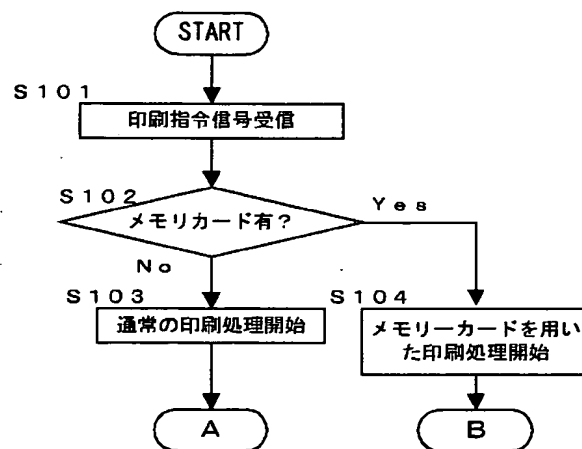 START
S101
印刷指令信号受信
S102
メモリカード有?
Yes
No
S103
通常の印刷処理開始
S104
メモリーカードを用い
た印刷処理開始
A
B